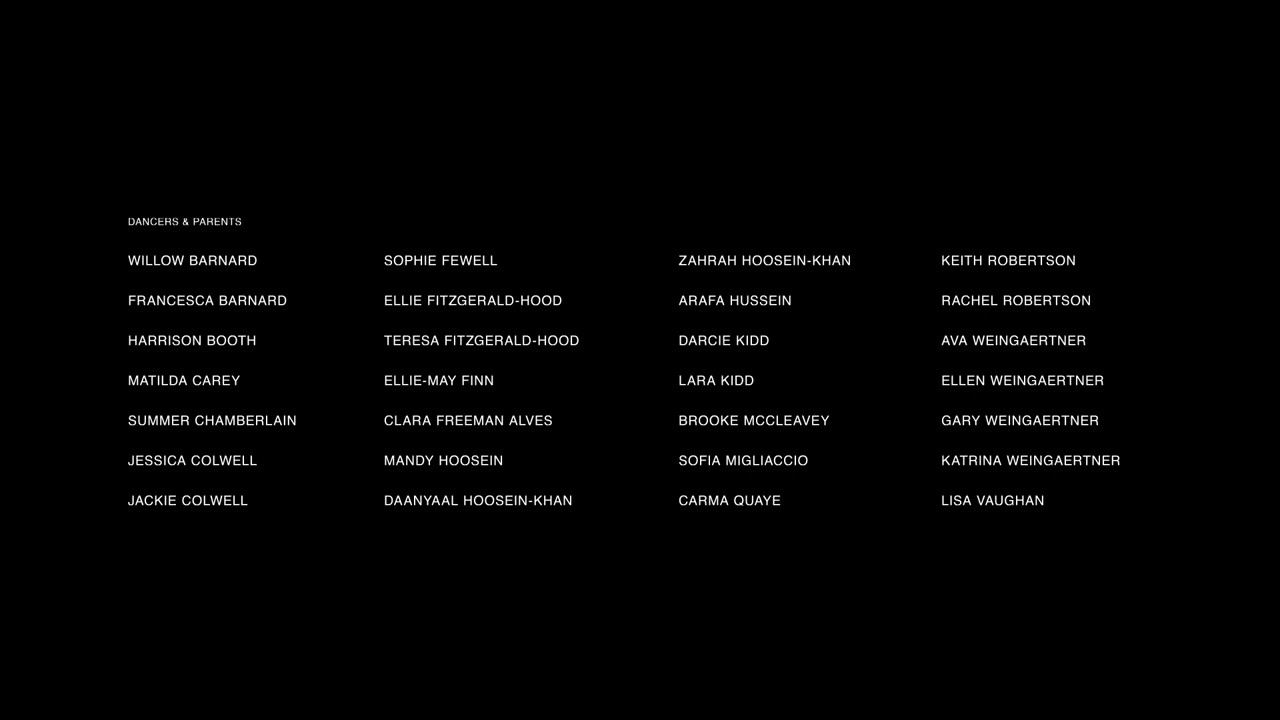 DANCERS & PARENTS
WILLOW BARNARD
FRANCESCA BARNARD
HARRISON BOOTH
MATILDA CAREY
SUMMER CHAMBERLAIN
JESSICA COLWELL
JACKIE COLWELL
SOPHIE FEWELL
ELLIE FITZGERALD-HOOD
TERESA FITZGERALD-HOOD
ELLIE-MAY FINN
CLARA FREEMAN ALVES
MANDY HOOSEIN
DAANYAAL HOOSEIN-KHAN
ZAHRAH HOOSEIN-KHAN
ARAFA HUSSEIN
DARCIE KIDD
LARA KIDD
BROOKE MCCLEAVEY
SOFIA MIGLIACCIO
CARMA QUAYE
KEITH ROBERTSON
RACHEL ROBERTSON
AVA WEINGAERTNER
ELLEN WEINGAERTNER
GARY WEINGAERTNER
KATRINA WEINGAERTNER
LISA VAUGHAN